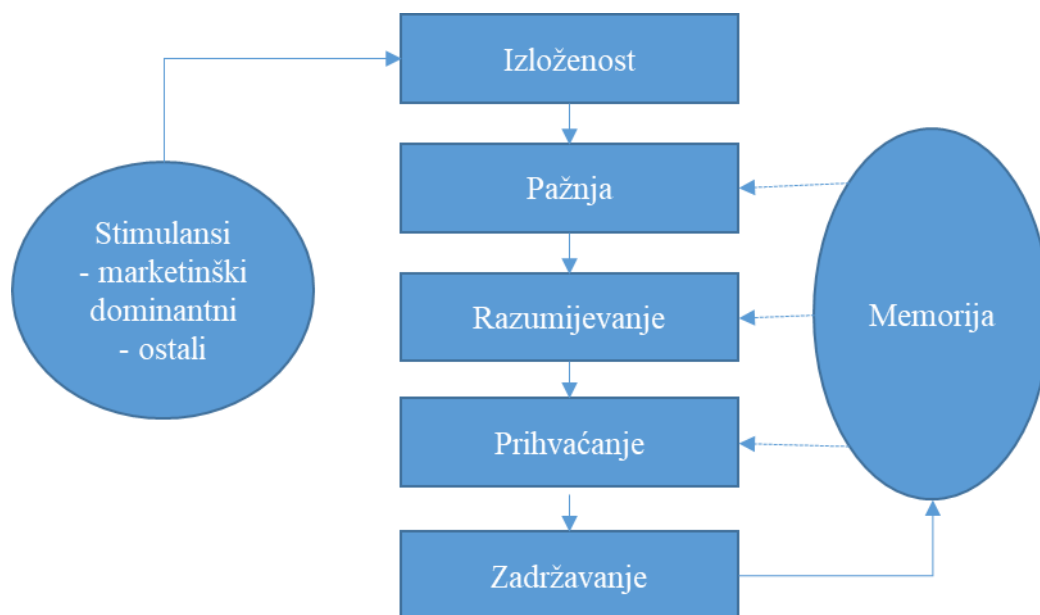 Izloženost
Pažnja
Stimulansi
- marketinški
dominantni
- ostali
Razumijevanje
Memorija
Prihvaćanje
Zadržavanje